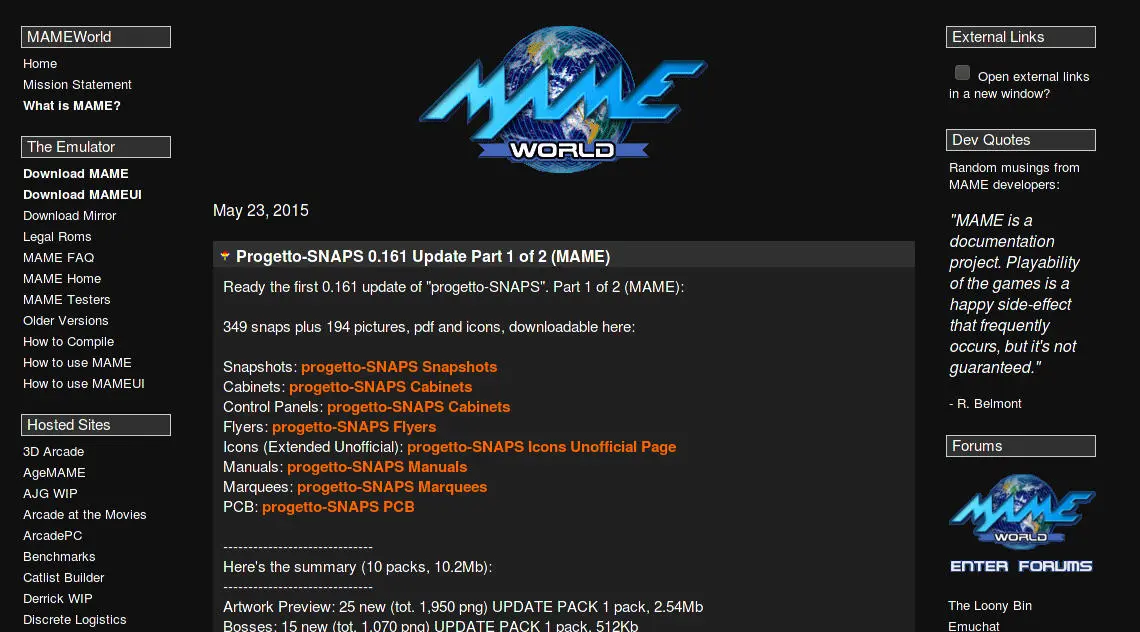 MAMEWorld
Home
Mission Statement
What is MAME?
The Emulator
Download MAME
Download MAMEUI
Download Mirror
Legal Roms
MAME FAQ
MAME Home
MAME Testers
Older Versions
How to Compile
How to use MAME
How to use MAMEUI
Hosted Sites
3D Arcade
AgeMAME
AJG WIP
Arcade at the Movies
ArcadePC
Benchmarks
Catlist Builder
Derrick WIP
Discrete Logistics
MAME
WORLD
May 23, 2015
Progetto-SNAPS 0.161 Update Part 1 of 2 (MAME)
Ready the first 0.161 update of "progetto-SNAPS". Part 1 of 2 (MAME):
349 snaps plus 194 pictures, pdf and icons, downloadable here:
Snapshots: progetto-SNAPS Snapshots
Cabinets: progetto-SNAPS Cabinets
Control Panels: progetto-SNAPS Cabinets
Flyers: progetto-SNAPS Flyers
Icons (Extended Unofficial): progetto-SNAPS Icons Unofficial Page
Manuals: progetto-SNAPS Manuals
Marquees: progetto-SNAPS Marquees
PCB: progetto-SNAPS PCB
------------------------------
Here's the summary (10 packs, 10.2Mb):
------------------------------
Artwork Preview: 25 new (tot. 1,950 png) UPDATE PACK 1 pack, 2.54Mb
Bosses: 15 new (tot. 1,070 png) UPDATE PACK 1 pack, 512Kb
External Links
Open external links
in a new window?
Dev Quotes
Random musings from
MAME developers:
"MAME is a
documentation
project. Playability
of the games is a
happy side-effect
that frequently
occurs, but it's not
guaranteed."
- R. Belmont
Forums
MAME
WORLD
ENTER FORUMS
The Loony Bin
Emuchat